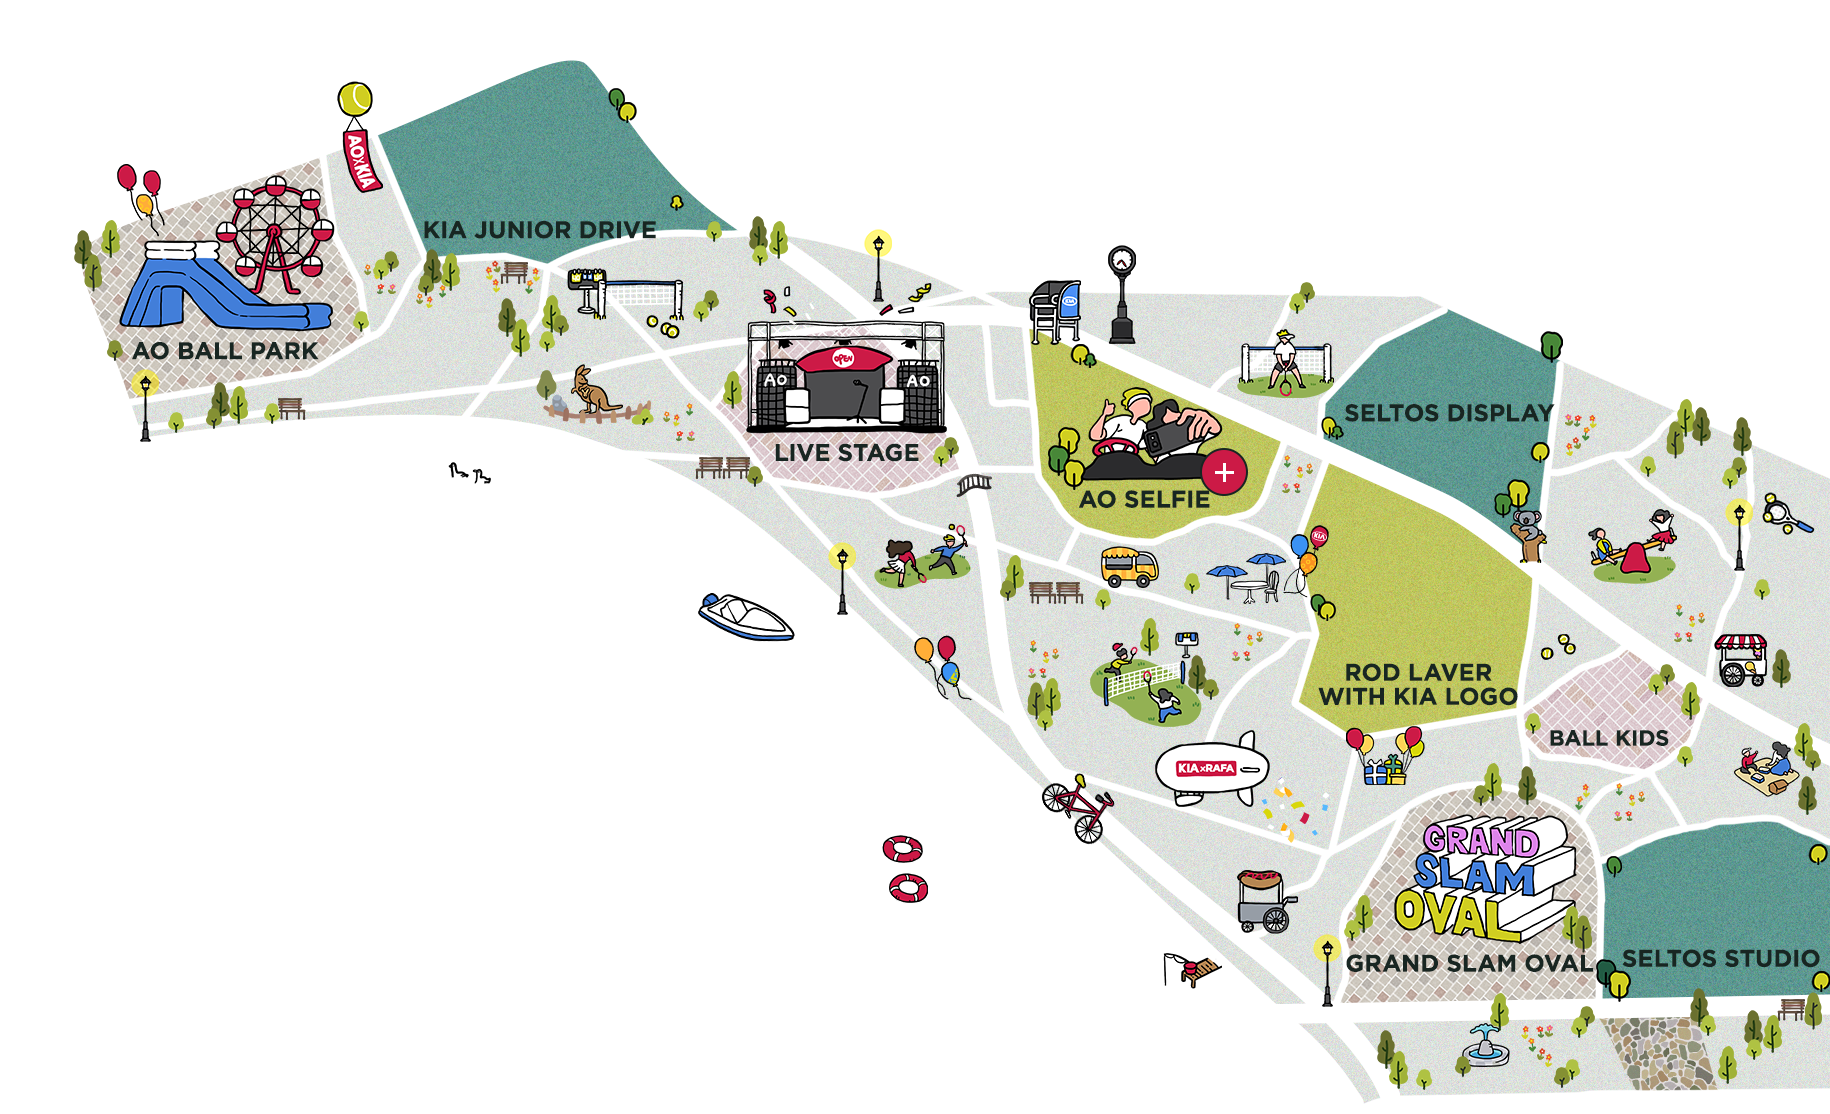 AOxKIA
KIA JUNIOR DRIVE
AO BALL PARK
OPEN
AO
AO
LIVE STAGE
KIA
AO SELFIE
SELTOS DISPLAY
KIA
ROD LAVER
WITH KIA LOGO
BALL KIDS
KIAxRAFA
GRAND
SLAM
OVAL
GRAND SLAM OVAL
SELTOS STUDIO